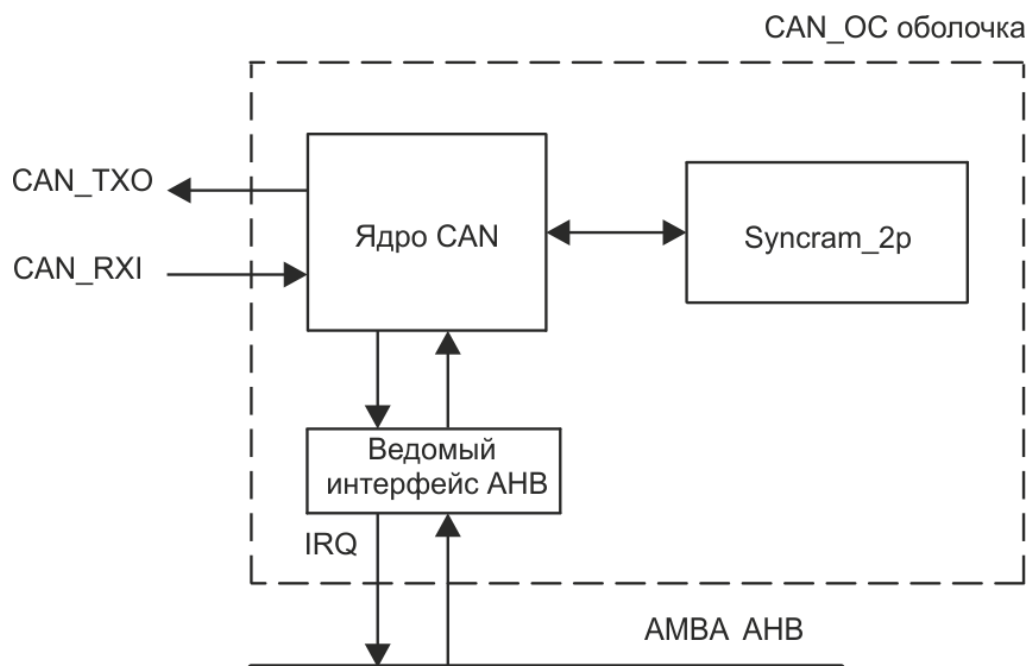 CAN_OC оболочка
CAN_TXO
Ядро CAN
Syncram_2p
CAN_RXI
Ведомый
интерфейс AHB
IRQ
AMBA AHB